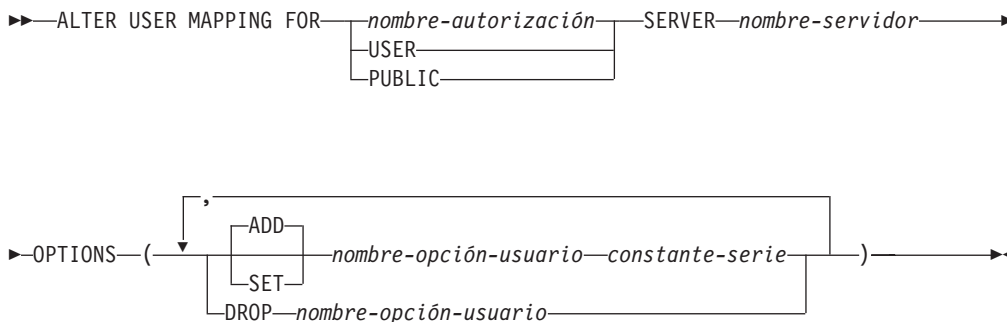 ALTER USER MAPPING FOR nombre-autorización SERVER nombre-servidor
USER
PUBLIC
,
ADD
OPTIONS ( nombre-opción-usuario constante-serie )
SET
DROP nombre-opción-usuario